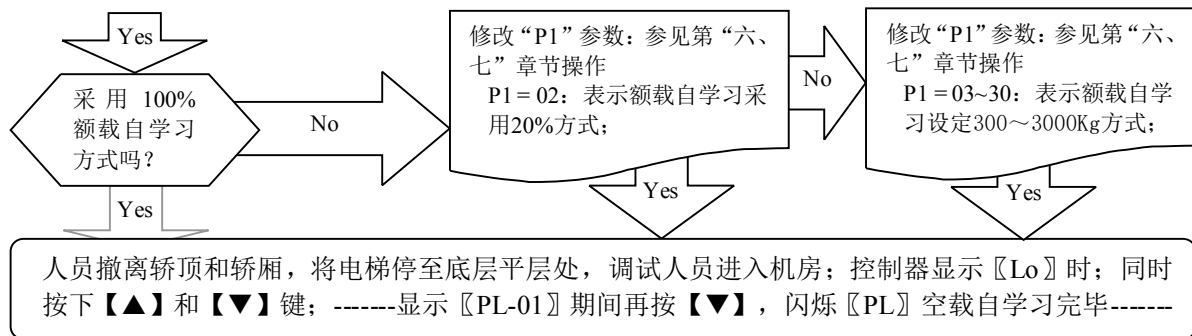 Yes
采用 100%
额载自学习
方式吗？
No
修改“P1”参数：参见第“六、
七”章节操作
P1 = 02：表示额载自学习采
用20%方式；
No
修改“P1”参数：参见第“六、
七”章节操作
P1 = 03~30：表示额载自学
习设定300～3000Kg方式；
Yes
Yes
Yes
人员撤离轿顶和轿厢，将电梯停至底层平层处，调试人员进入机房；控制器显示〖Lo〗时；同时
按下【▲】和【▼】键；-------显示〖PL-01〗期间再按【▼】，闪烁〖PL〗空载自学习完毕-------